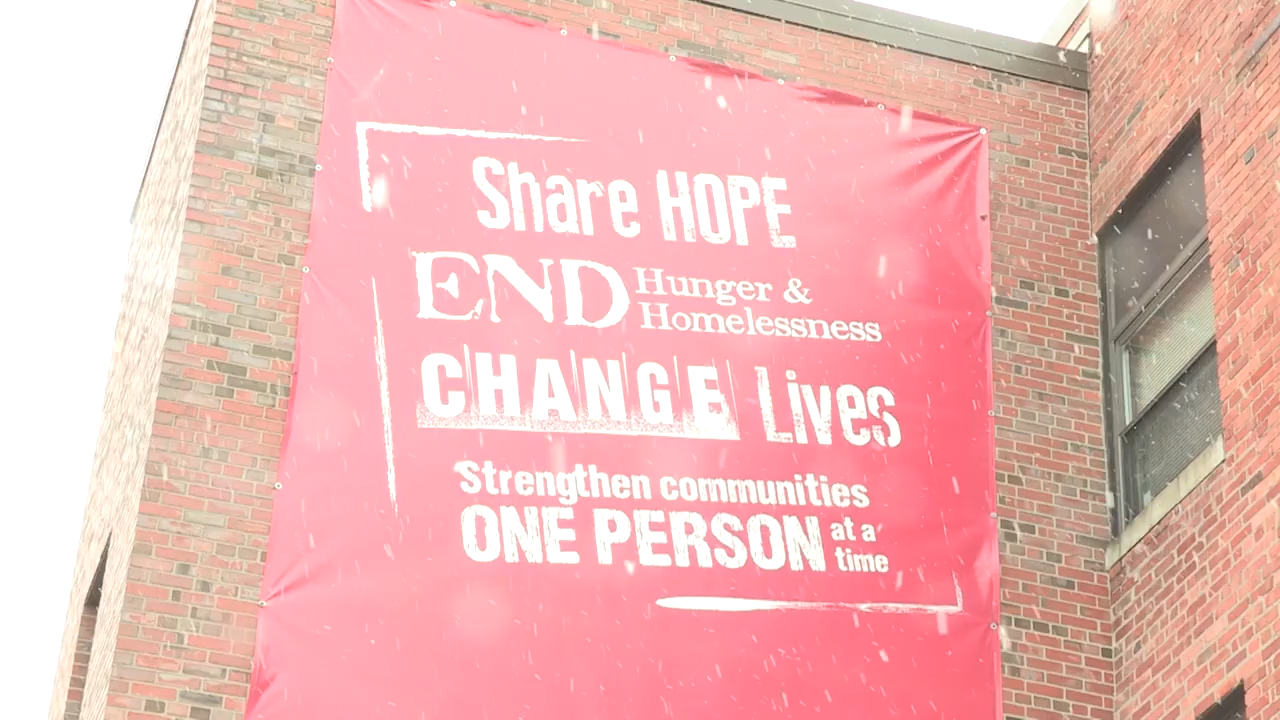 Share HOPE
END Hunger &
Homelessness
CHANGE Lives
Strengthen communities
ONE PERSON at a
time